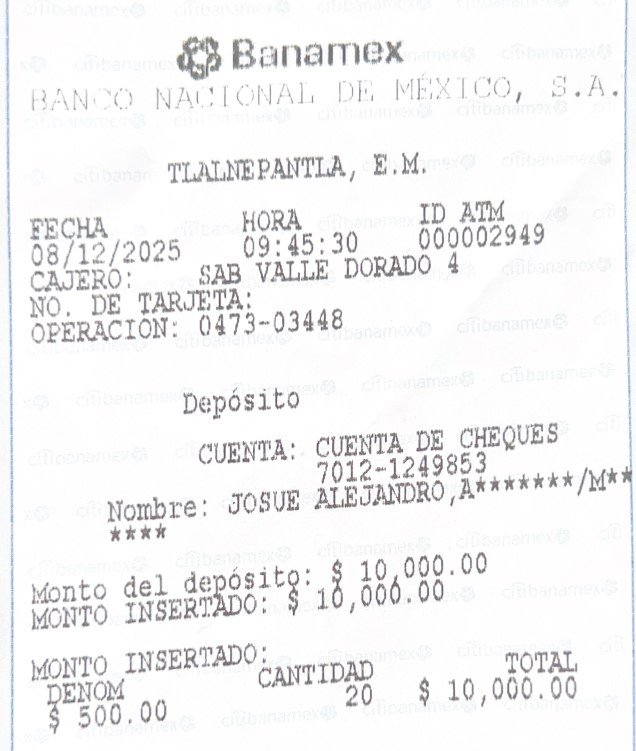 Banamex
BANCO NACIONAL DE MÉXICO, S.A.
TLALNEPANTLA, E.M.
FECHA HORA ID ATM
08/12/2025 09:45:30 000002949
CAJERO: SAB VALLE DORADO 4
NO. DE TARJETA:
OPERACION: 0473-03448
Depósito
CUENTA: CUENTA DE CHEQUES
7012-1249853
Nombre: JOSUE ALEJANDRO,A*******/M**
****
Monto del depósito: $ 10,000.00
MONTO INSERTADO: $ 10,000.00
MONTO INSERTADO:
DENOM CANTIDAD TOTAL
$ 500.00 20 $ 10,000.00